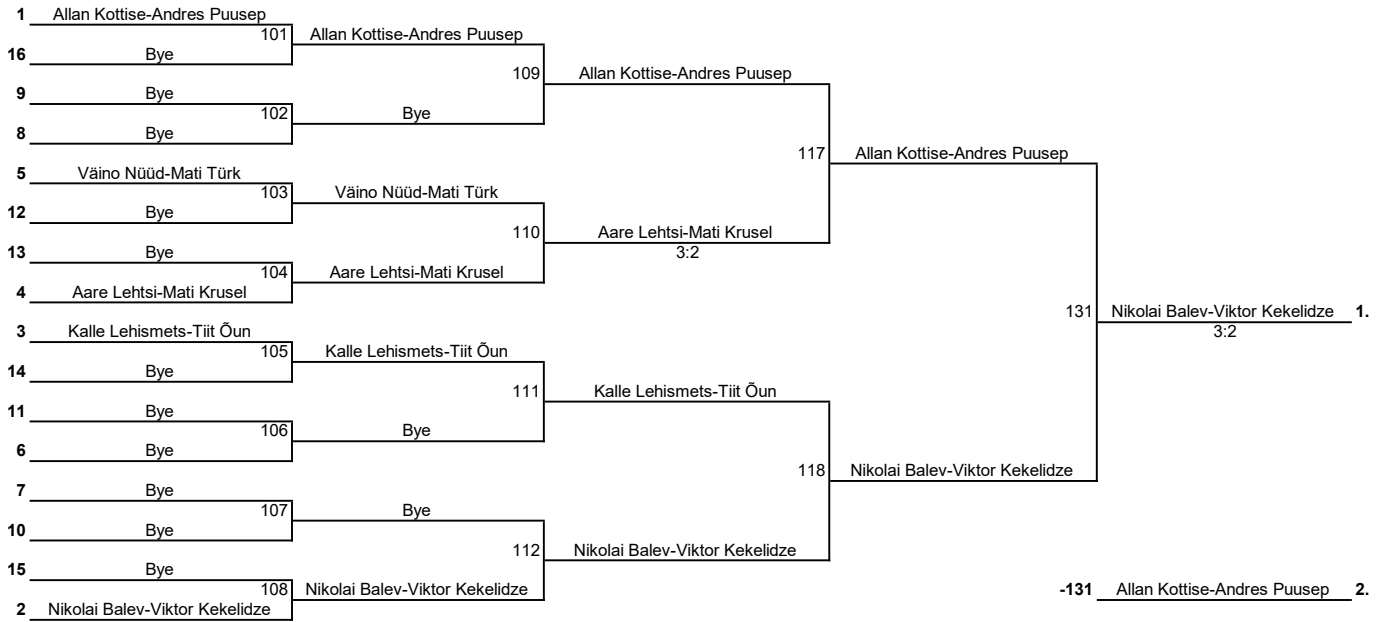 1 Allan Kottise-Andres Puusep
101 Allan Kottise-Andres Puusep
16 Bye
109 Allan Kottise-Andres Puusep
9 Bye
102 Bye
8 Bye
117 Allan Kottise-Andres Puusep
5 Väino Nüüd-Mati Türk
103 Väino Nüüd-Mati Türk
12 Bye
110 Aare Lehtsi-Mati Krusel
3:2
13 Bye
104 Aare Lehtsi-Mati Krusel
4 Aare Lehtsi-Mati Krusel
131 Nikolai Balev-Viktor Kekelidze 1.
3:2
3 Kalle Lehismets-Tiit Õun
105 Kalle Lehismets-Tiit Õun
14 Bye
111 Kalle Lehismets-Tiit Õun
11 Bye
106 Bye
6 Bye
118 Nikolai Balev-Viktor Kekelidze
7 Bye
107 Bye
10 Bye
112 Nikolai Balev-Viktor Kekelidze
15 Bye
108 Nikolai Balev-Viktor Kekelidze
-131 Allan Kottise-Andres Puusep 2.
2 Nikolai Balev-Viktor Kekelidze